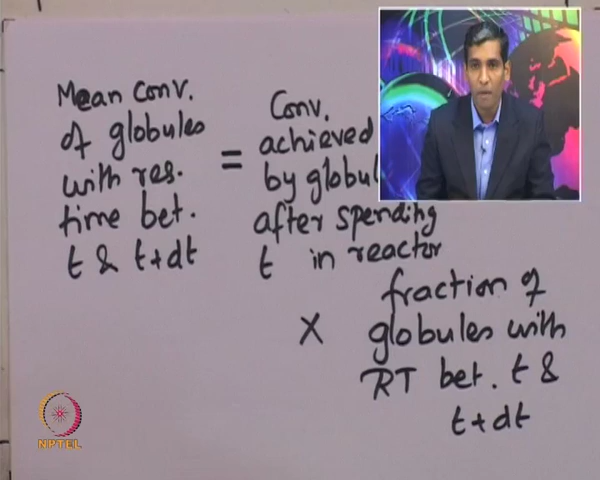 Mean conv.
of globules
with res.
time bet.
t & t+dt
=
Conv.
achieved
by globul
after spending
t in reactor
X
fraction of
globules with
RT bet. t &
t+dt
NPTEL